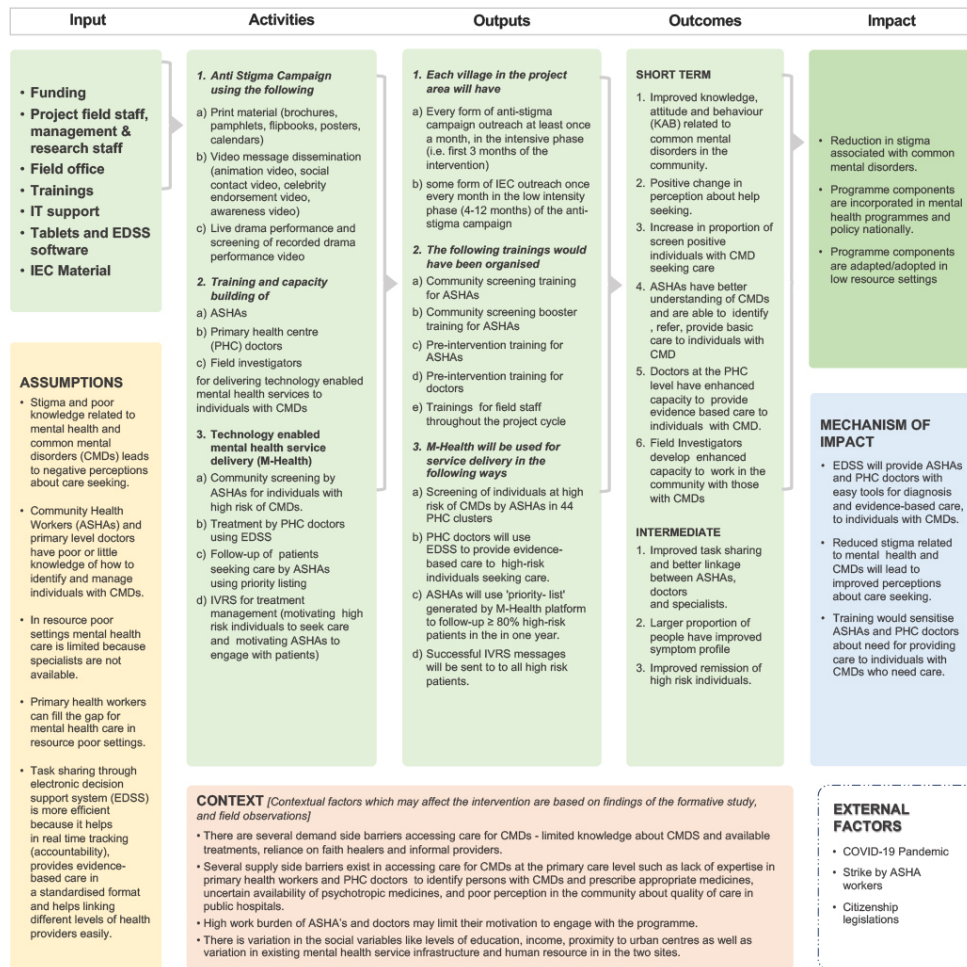 Input
Activities
Outputs
Outcomes
Impact
• Funding
• Project field staff,
management &
research staff
• Field office
• Trainings
• IT support
• Tablets and EDSS
software
• IEC Material
ASSUMPTIONS
• Stigma and poor
knowledge related to
mental health and
common mental
disorders (CMDs) leads
to negative perceptions
about care seeking.
• Community Health
Workers (ASHAs) and
primary level doctors
have poor or little
knowledge of how to
identify and manage
individuals with CMDs.
• In resource poor
settings mental health
care is limited because
specialists are not
available.
• Primary health workers
can fill the gap for
mental health care in
resource poor settings.
• Task sharing through
electronic decision
support system (EDSS)
is more efficient
because it helps
in real time tracking
(accountability),
provides evidence-
based care in
a standardised format
and helps linking
different levels of health
providers easily.
1. Anti Stigma Campaign
using the following
a) Print material (brochures,
pamphlets, flipbooks, posters,
calendars)
b) Video message dissemination
(animation video, social
contact video, celebrity
endorsement video,
awareness video)
c) Live drama performance and
screening of recorded drama
performance video
2. Training and capacity
building of
a) ASHAs
b) Primary health centre
(PHC) doctors
c) Field investigators
for delivering technology enabled
mental health services to
individuals with CMDs
3. Technology enabled
mental health service
delivery (M-Health)
a) Community screening by
ASHAs for individuals with
high risk of CMDs.
b) Treatment by PHC doctors
using EDSS
c) Follow-up of patients
seeking care by ASHAs
using priority listing
d) IVRS for treatment
management (motivating high
risk individuals to seek care
and motivating ASHAs to
engage with patients)
1. Each village in the project
area will have
a) Every form of anti-stigma
campaign outreach at least once
a month, in the intensive phase
(i.e. first 3 months of the
intervention)
b) some form of IEC outreach once
every month in the low intensity
phase (4-12 months) of the anti-
stigma campaign
2. The following trainings would
have been organised
a) Community screening training
for ASHAs
b) Community screening booster
training for ASHAs
c) Pre-intervention training for
ASHAs
d) Pre-intervention training for
doctors
e) Trainings for field staff
throughout the project cycle
3. M-Health will be used for
service delivery in the
following ways
a) Screening of individuals at high
risk of CMDs by ASHAs in 44
PHC clusters
b) PHC doctors will use
EDSS to provide evidence-
based care to high-risk
individuals seeking care.
c) ASHAs will use 'priority- list'
generated by M-Health platform
to follow-up ≥ 80% high-risk
patients in the in one year.
d) Successful IVRS messages
will be sent to to all high risk
patients.
SHORT TERM
1. Improved knowledge,
attitude and behaviour
(KAB) related to
common mental
disorders in the
community.
2. Positive change in
perception about help
seeking.
3. Increase in proportion of
screen positive
individuals with CMD
seeking care
4. ASHAs have better
understanding of CMDs
and are able to identify
, refer, provide basic
care to individuals with
CMD
5. Doctors at the PHC
level have enhanced
capacity to provide
evidence based care to
individuals with CMD.
6. Field Investigators
develop enhanced
capacity to work in the
community with those
with CMDs
INTERMEDIATE
1. Improved task sharing
and better linkage
between ASHAs,
doctors
and specialists.
2. Larger proportion of
people have improved
symptom profile
3. Improved remission of
high risk individuals.
• Reduction in stigma
associated with common
mental disorders.
• Programme components
are incorporated in mental
health programmes and
policy nationally.
• Programme components
are adapted/adopted in
low resource settings
MECHANISM OF
IMPACT
• EDSS will provide ASHAs
and PHC doctors with
easy tools for diagnosis
and evidence-based care,
to individuals with CMDs.
• Reduced stigma related
to mental health and
CMDs will lead to
improved perceptions
about care seeking.
• Training would sensitise
ASHAs and PHC doctors
about need for providing
care to individuals with
CMDs who need care.
CONTEXT [Contextual factors which may affect the intervention are based on findings of the formative study,
and field observations]
• There are several demand side barriers accessing care for CMDs - limited knowledge about CMDS and available
treatments, reliance on faith healers and informal providers.
• Several supply side barriers exist in accessing care for CMDs at the primary care level such as lack of expertise in
primary health workers and PHC doctors to identify persons with CMDs and prescribe appropriate medicines,
uncertain availability of psychotropic medicines, and poor perception in the community about quality of care in
public hospitals.
• High work burden of ASHA's and doctors may limit their motivation to engage with the programme.
• There is variation in the social variables like levels of education, income, proximity to urban centres as well as
variation in existing mental health service infrastructure and human resource in in the two sites.
EXTERNAL
FACTORS
• COVID-19 Pandemic
• Strike by ASHA
workers
• Citizenship
legislations